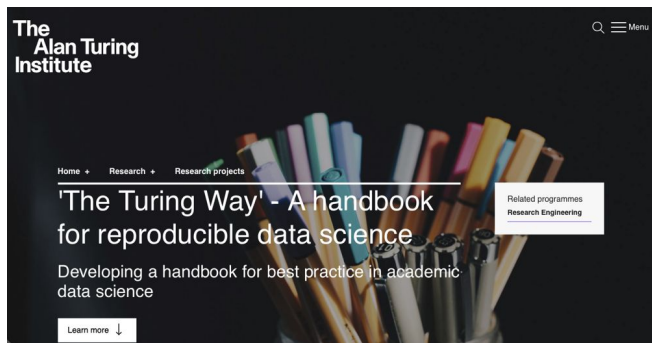 The
Alan Turing
Institute
Menu
Home + Research + Research projects
'The Turing Way' - A handbook
for reproducible data science
Developing a handbook for best practice in academic
data science
Learn more ↓
Related programmes
Research Engineering